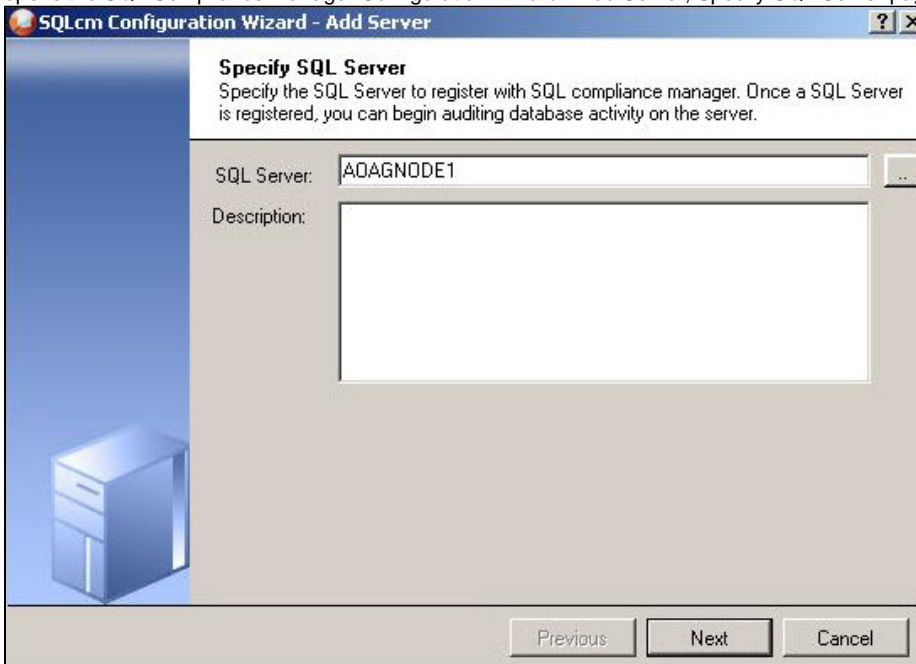 SQLcm Configuration Wizard - Add Server
Specify SQL Server
Specify the SQL Server to register with SQL compliance manager. Once a SQL Server
is registered, you can begin auditing database activity on the server.
SQL Server:
AOAGNODE1
..
Description:
Previous
Next
Cancel